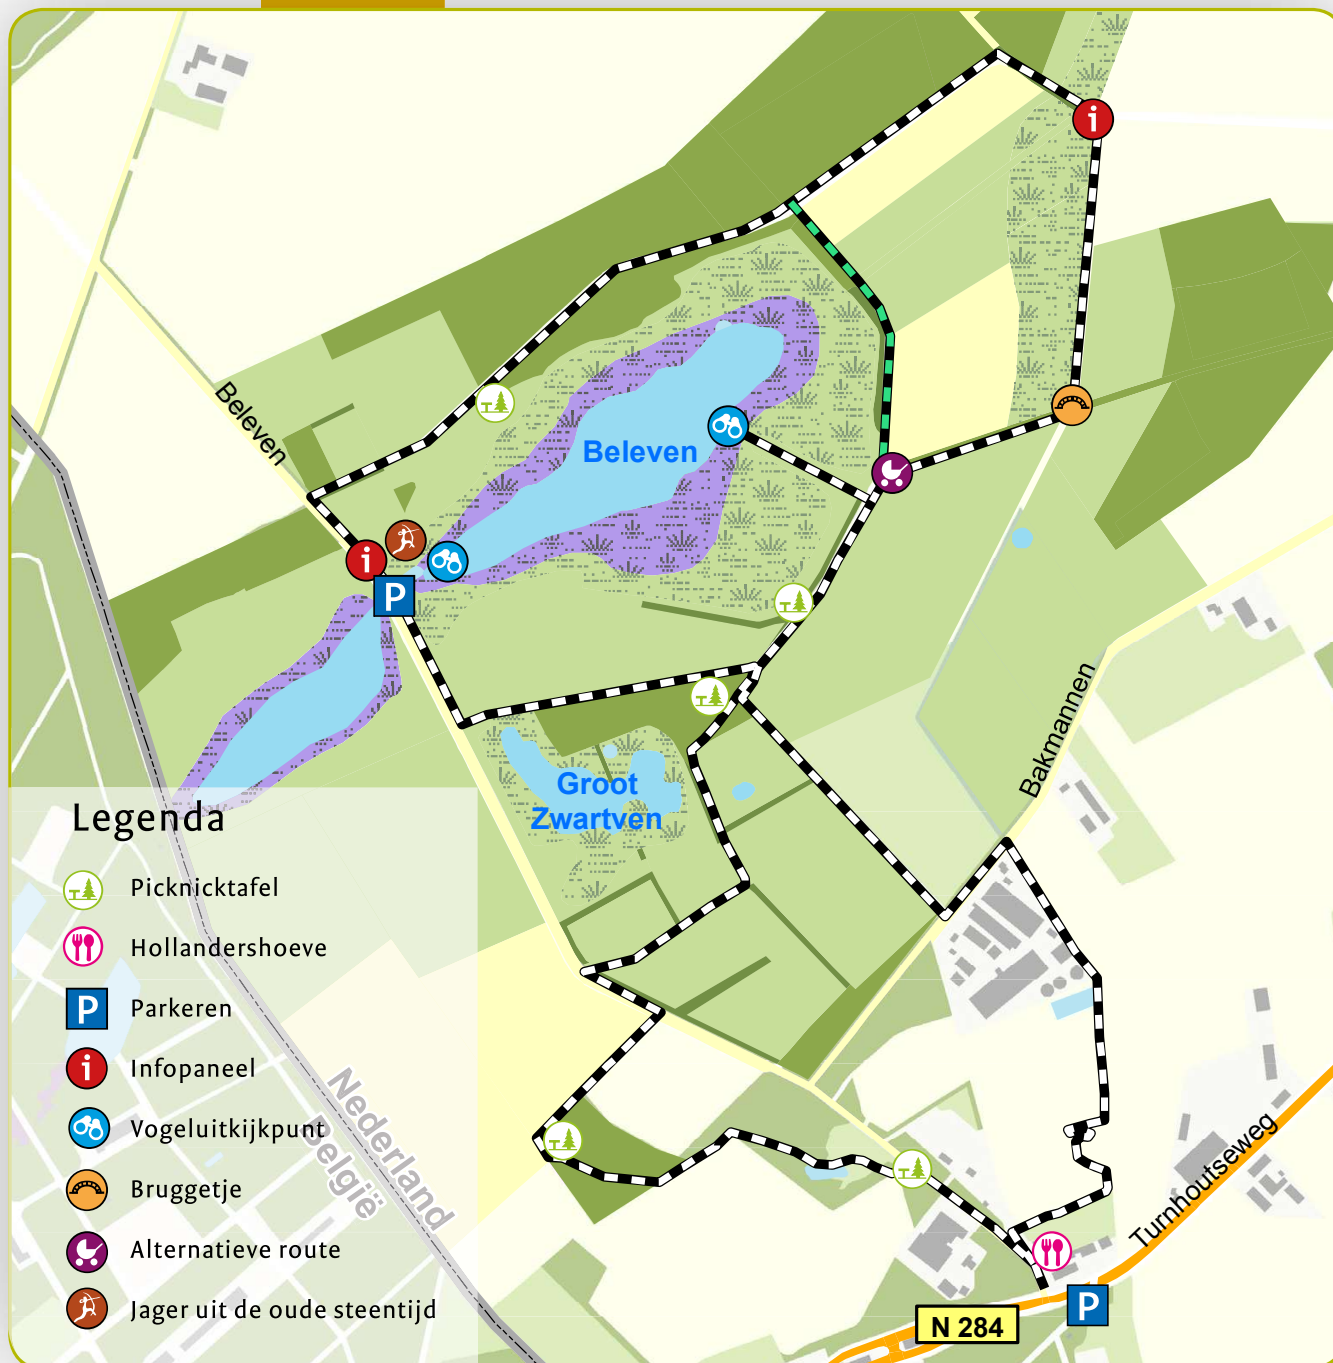 Beleven
Beleven
i
i
P
Groot
Zwartven
Bakmannen
Turnhoutseweg
N 284
P
Nederland
België
Legenda
Picknicktafel
Hollandershoeve
P Parkeren
i Infopaneel
Vogeluitkijkpunt
Bruggetje
Alternatieve route
Jager uit de oude steentijd